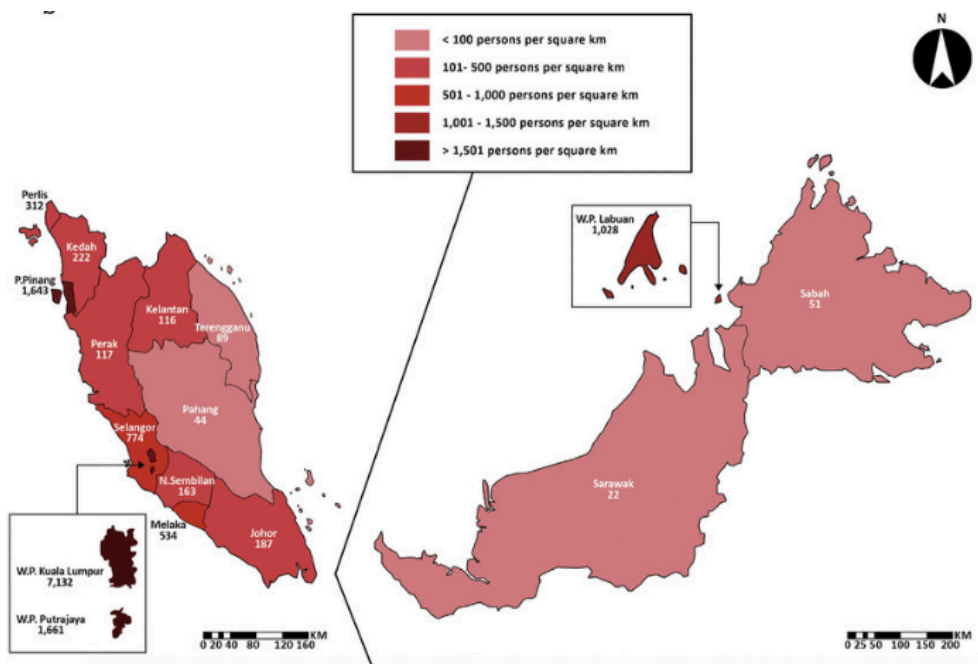 N
< 100 persons per square km
101- 500 persons per square km
501 - 1,000 persons per square km
1,001 - 1,500 persons per square km
> 1,501 persons per square km
Perlis
312
Kedah
222
P.Pinang
1,643
Kelantan
116
Terengganu
89
Perak
117
Pahang
44
Selangor
774
N.Sembilan
163
Melaka
534
Johor
187
W.P. Kuala Lumpur
7,132
W.P. Putrajaya
1,661
0 20 40 80 120 160 KM
W.P. Labuan
1,028
Sabah
51
Sarawak
22
KM
0 25 50 100 150 200